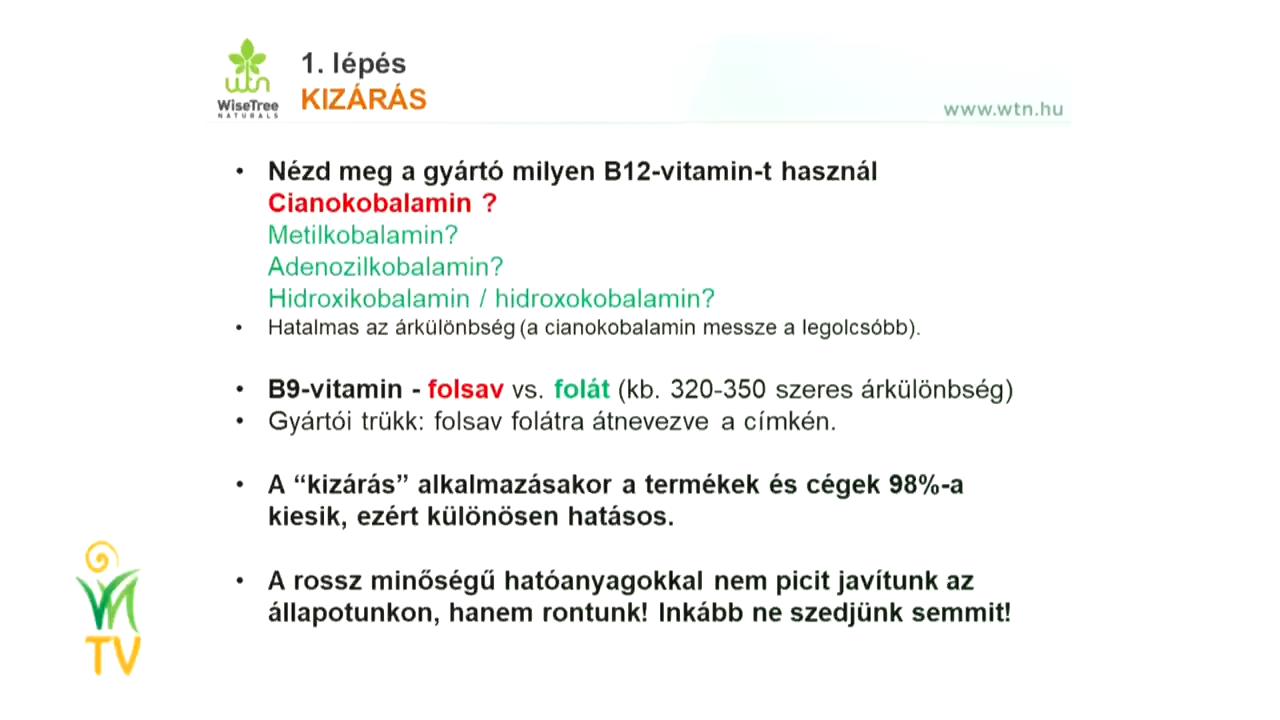 1. lépés
KIZÁRÁS
wtn
WiseTree
NATURALS
www.wtn.hu
• Nézd meg a gyártó milyen B12-vitamin-t használ
Cianokobalamin ?
Metilkobalamin?
Adenozilkobalamin?
Hidroxikobalamin / hidroxokobalamin?
• Hatalmas az árkülönbség (a cianokobalamin messze a legolcsóbb).
• B9-vitamin - folsav vs. folát (kb. 320-350 szeres árkülönbség)
• Gyártói trükk: folsav folátra átnevezve a címkén.
• A “kizárás” alkalmazásakor a termékek és cégek 98%-a
kiesik, ezért különösen hatásos.
• A rossz minőségű hatóanyagokkal nem picit javítunk az
állapotunkon, hanem rontunk! Inkább ne szedjünk semmit!
TV